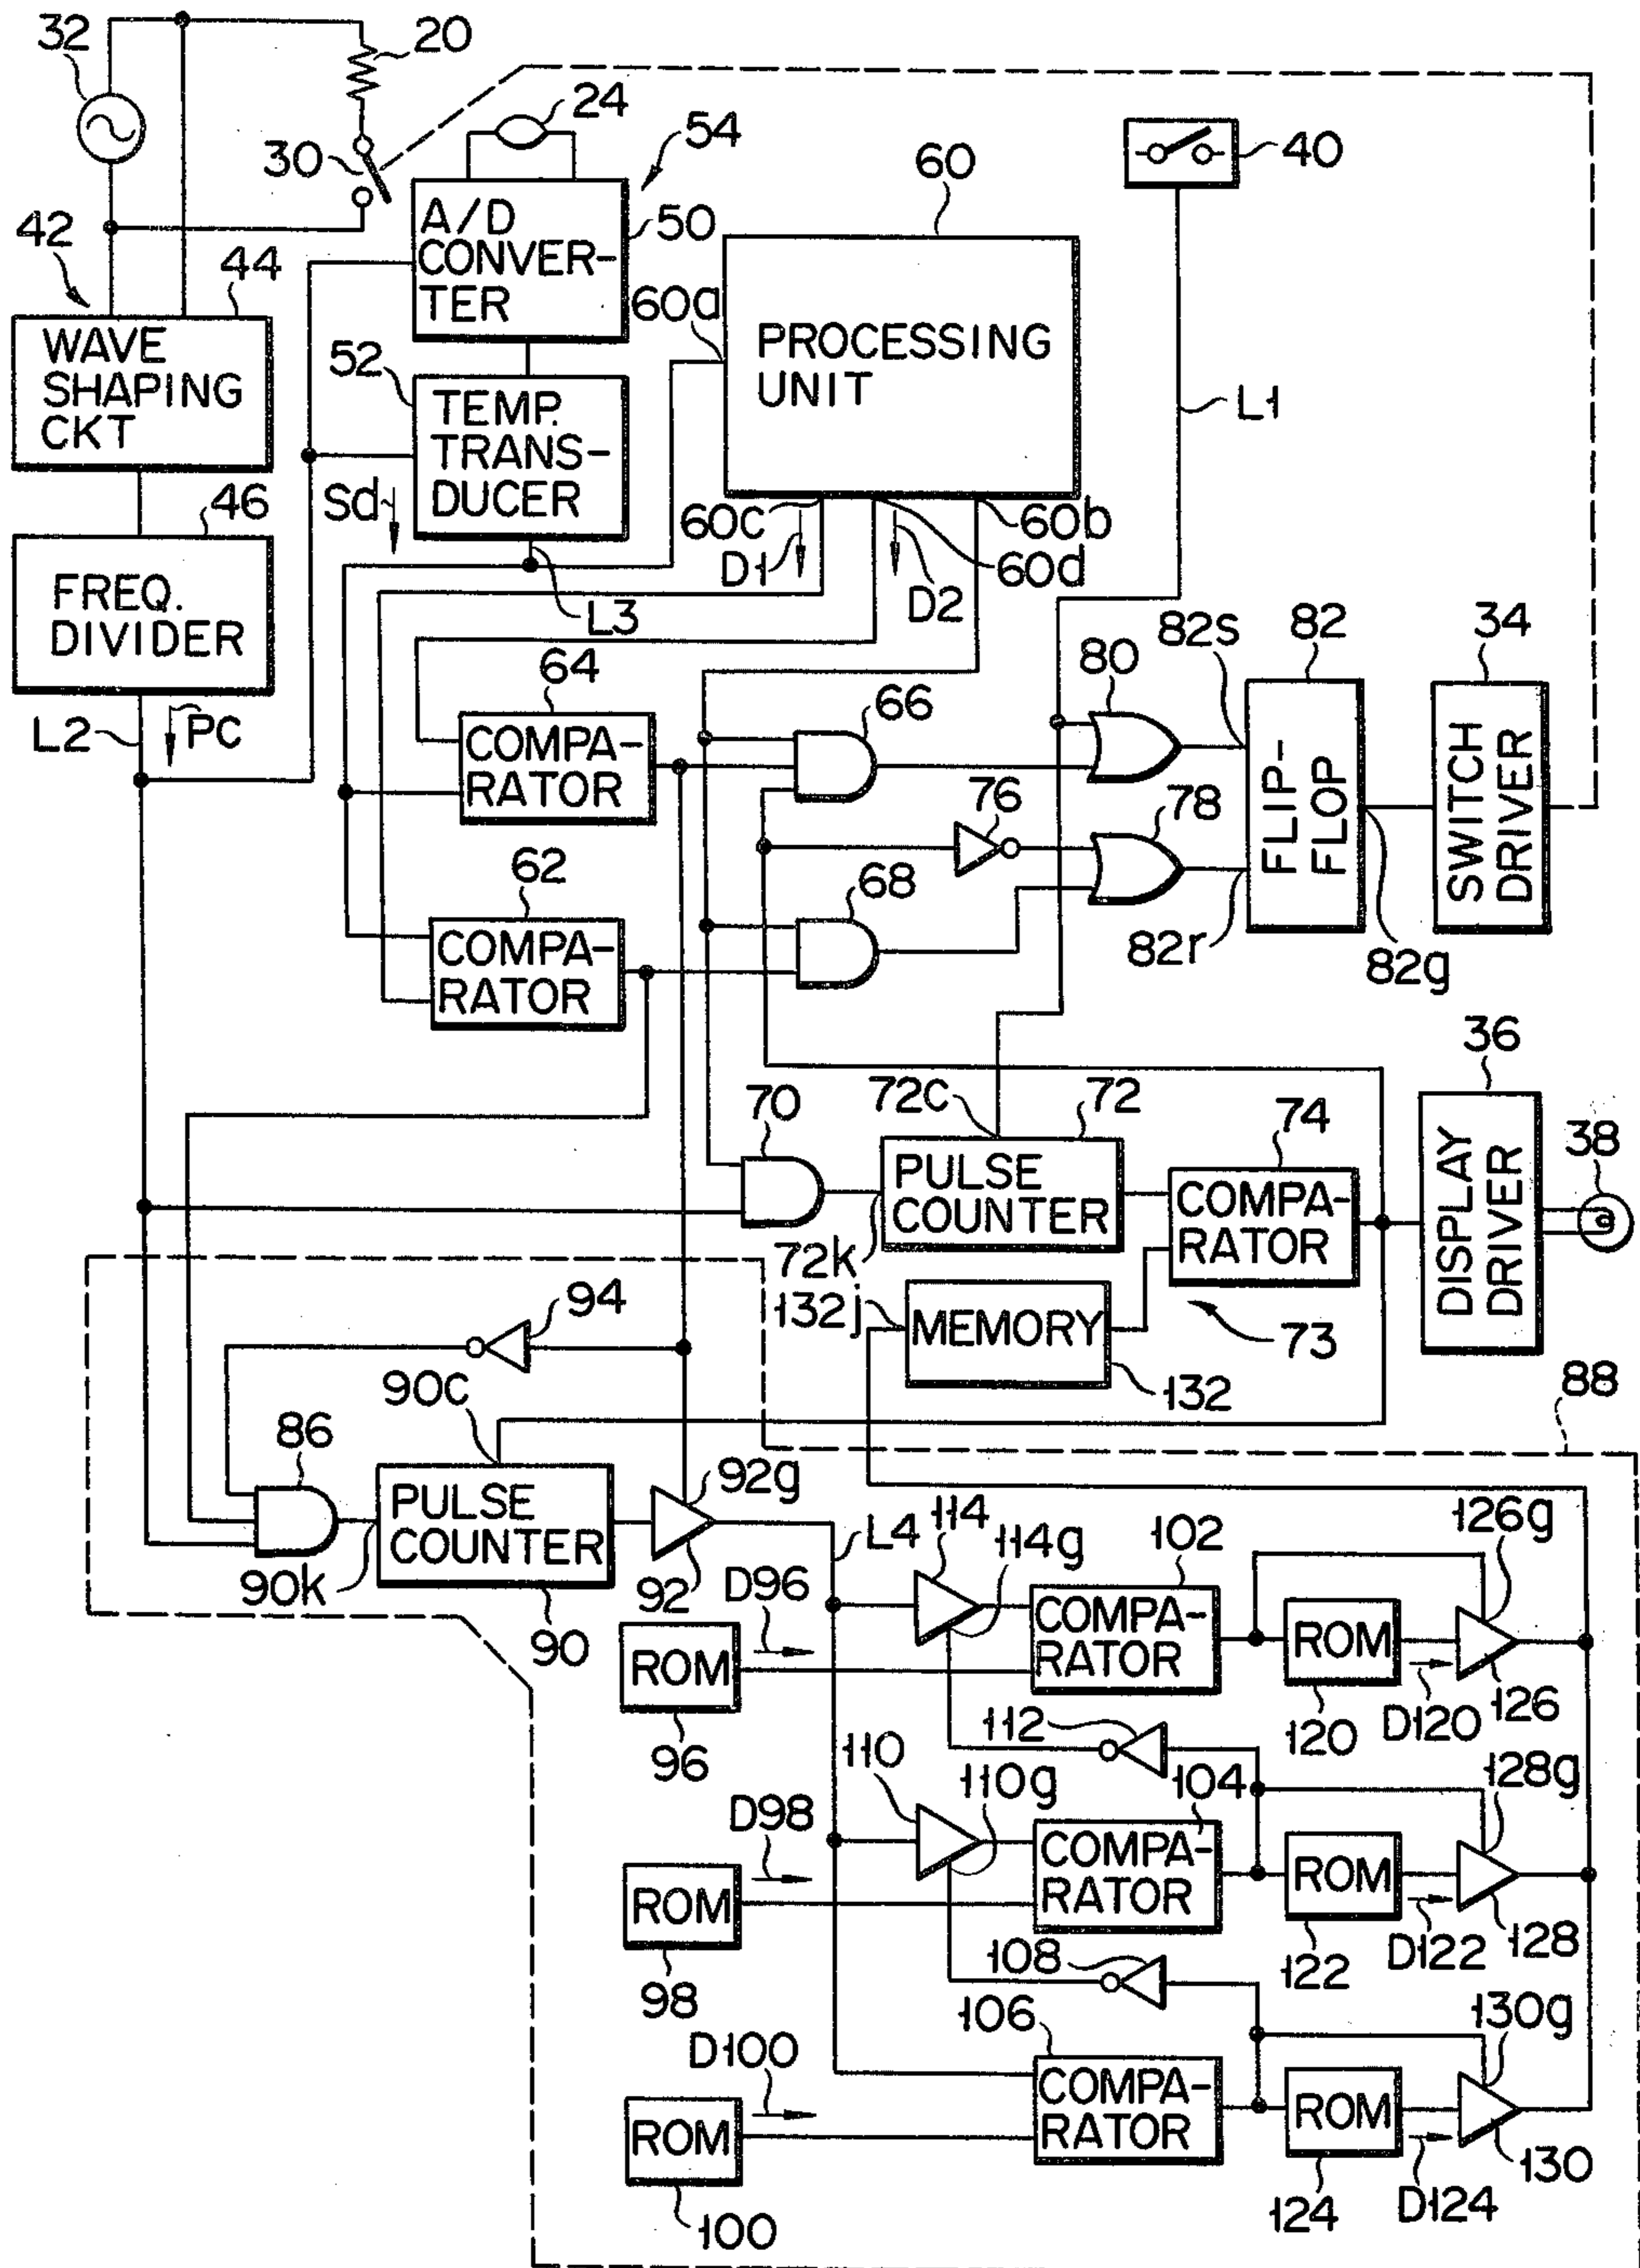 32
20
24
54
30
40
60
42
44
A/D
CONVER-
TER
50
60a
WAVE
SHAPING
CKT
PROCESSING
UNIT
52
TEMP.
TRANS-
DUCER
L1
Sd
46
60c
60b
D1
60d
D2
FREQ.
DIVIDER
L3
82s
82
34
64
80
66
L2
PC
COMPA-
RATOR
76
78
FLIP-
FLOP
SWITCH
DRIVER
62
68
COMPA-
RATOR
82r
82g
36
70
72c
72
74
38
PULSE
COUNTER
COMPA-
RATOR
DISPLAY
DRIVER
72k
94
132j
MEMORY
73
90c
132
88
86
92g
PULSE
COUNTER
L4
114
114g
102
126g
90k
92
D96
COMPA-
RATOR
90
ROM
ROM
112
120
D120
126
96
110
110g
104
128g
D98
COMPA-
RATOR
ROM
ROM
108
122
D122
128
98
106
130g
D100
COMPA-
RATOR
ROM
ROM
130
124
D124
100